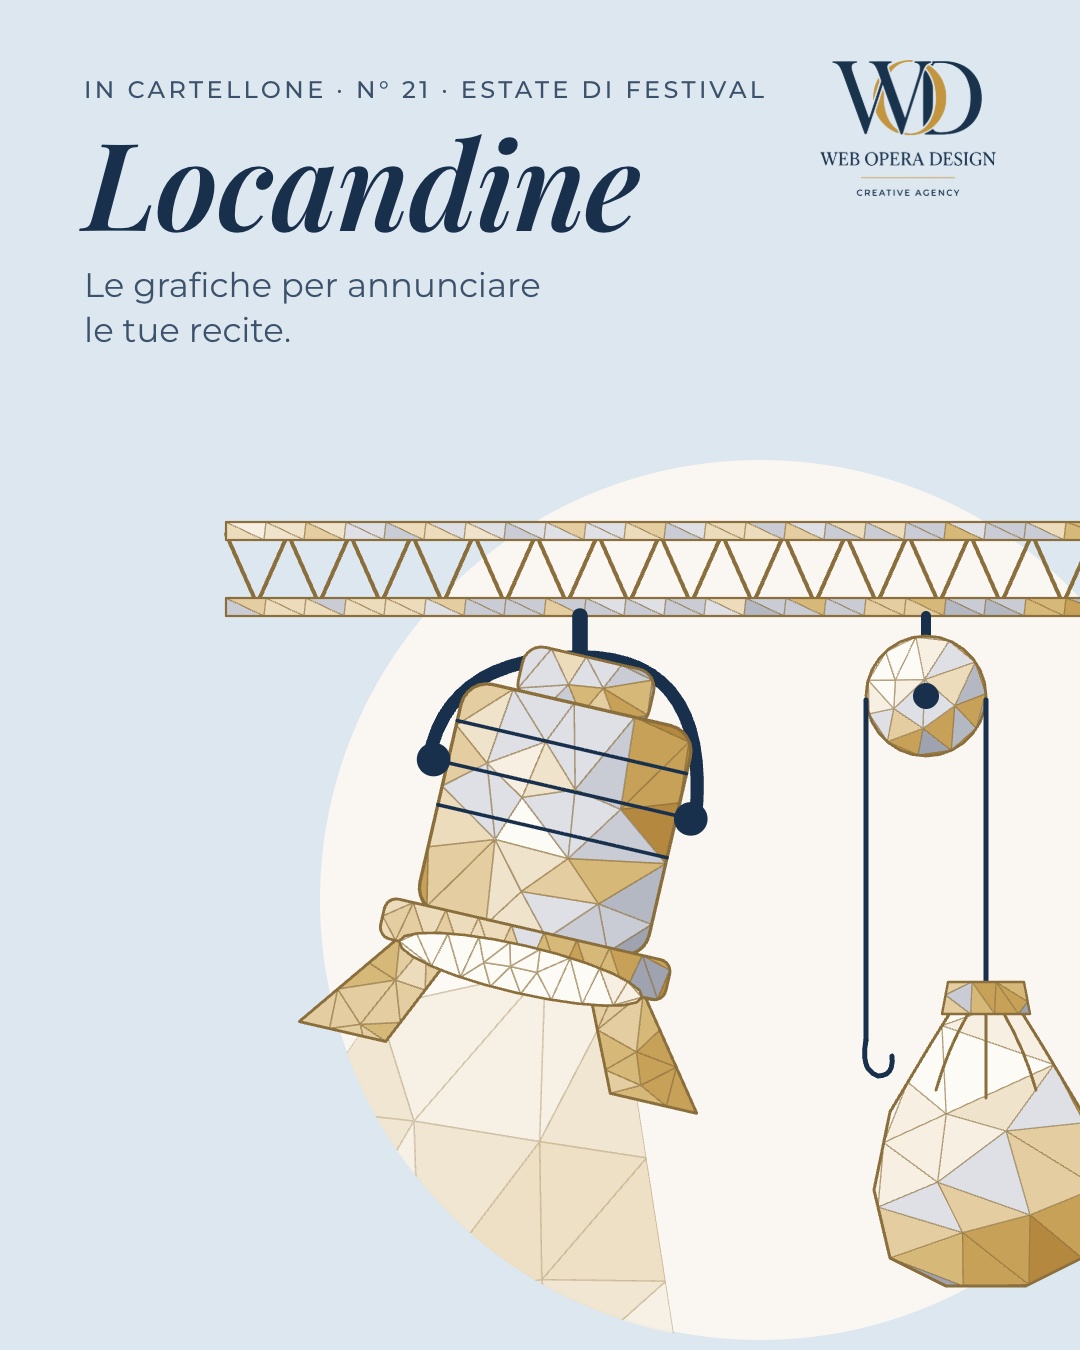 IN CARTELLONE · N° 21 · ESTATE DI FESTIVAL
Locandine
Le grafiche per annunciare
le tue recite.
WOD
WEB OPERA DESIGN
CREATIVE AGENCY